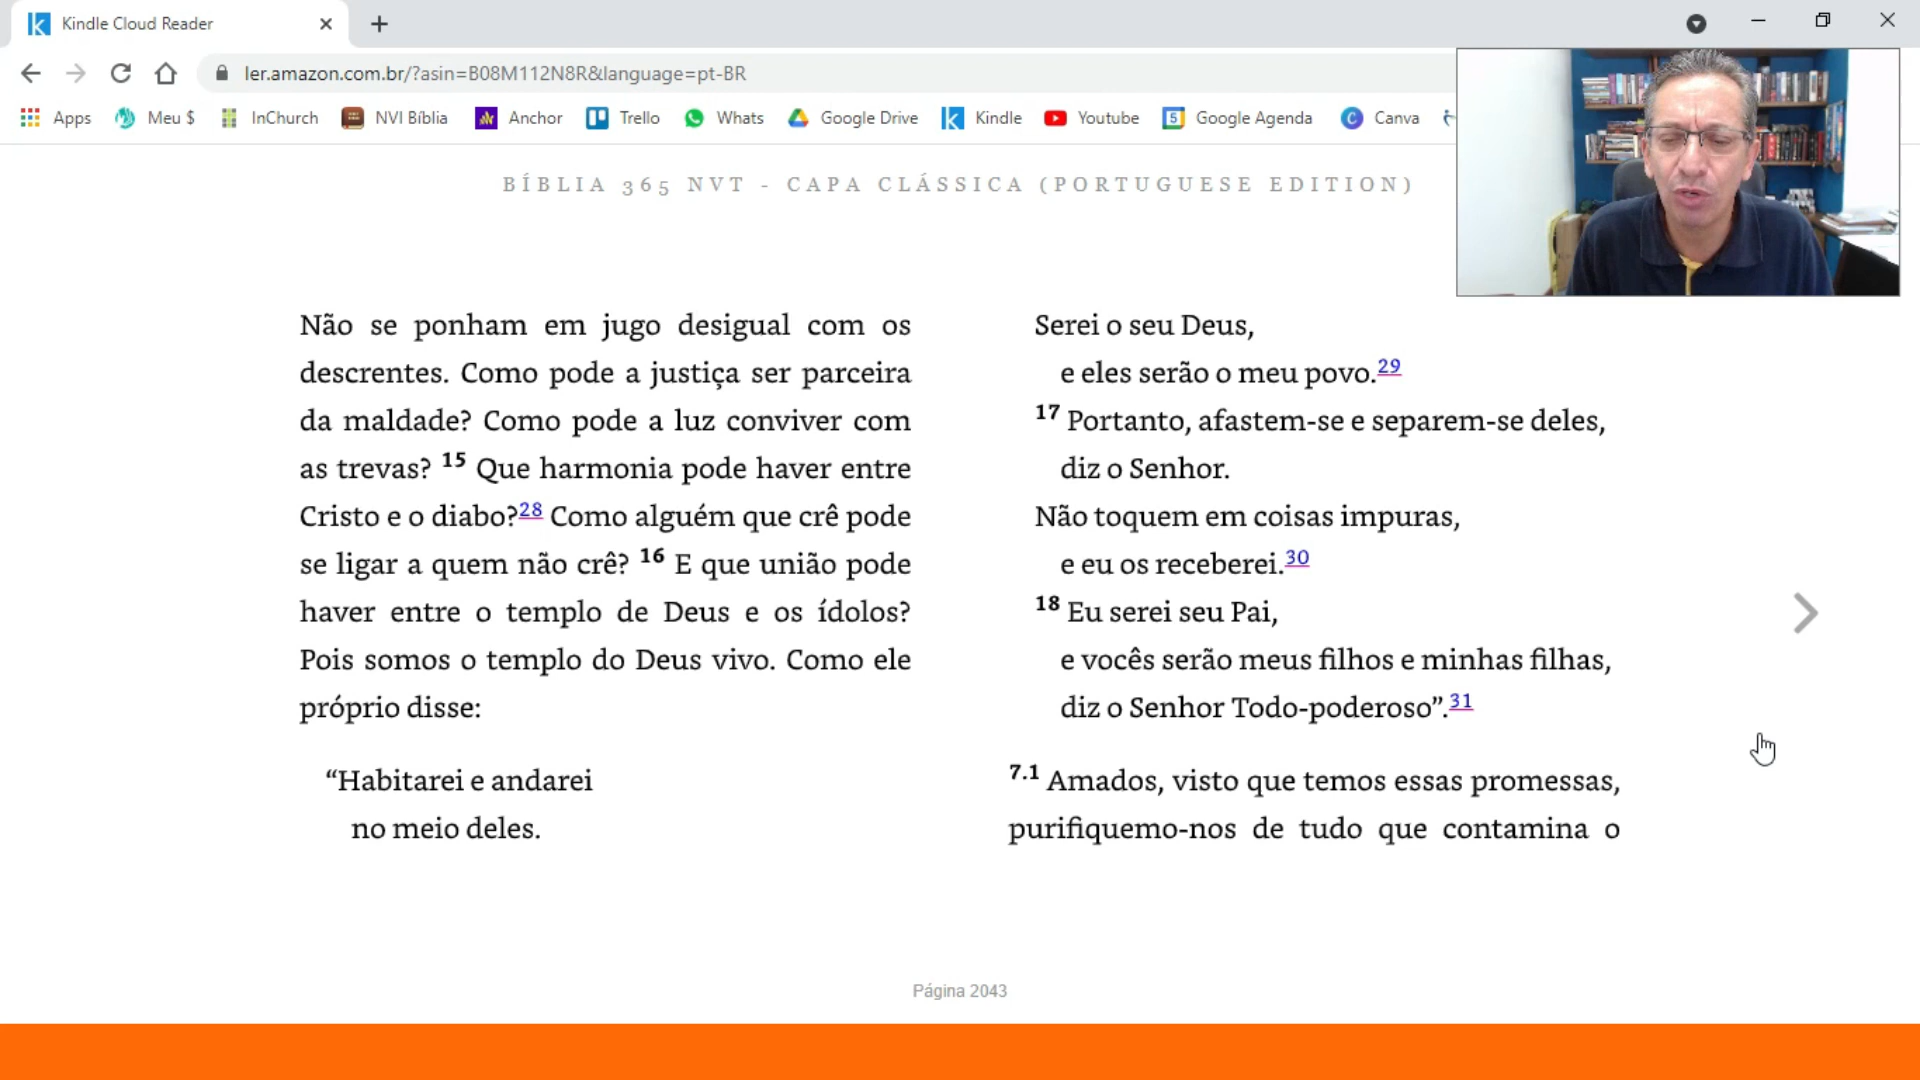 Kindle Cloud Reader
ler.amazon.com.br/?asin=B08M112N8R&language=pt-BR
Apps Meu $ InChurch NVI Bíblia Anchor Trello Whats Google Drive Kindle Youtube 5 Google Agenda C Canva
BÍBLIA 365 NVT - CAPA CLÁSSICA (PORTUGUESE EDITION)
Não se ponham em jugo desigual com os
descrentes. Como pode a justiça ser parceira
da maldade? Como pode a luz conviver com
as trevas? 15 Que harmonia pode haver entre
Cristo e o diabo?28 Como alguém que crê pode
se ligar a quem não crê? 16 E que união pode
haver entre o templo de Deus e os ídolos?
Pois somos o templo do Deus vivo. Como ele
próprio disse:
“Habitarei e andarei
no meio deles.
Serei o seu Deus,
e eles serão o meu povo.29
17 Portanto, afastem-se e separem-se deles,
diz o Senhor.
Não toquem em coisas impuras,
e eu os receberei.30
18 Eu serei seu Pai,
e vocês serão meus filhos e minhas filhas,
diz o Senhor Todo-poderoso”.31
7.1 Amados, visto que temos essas promessas,
purifiquemo-nos de tudo que contamina o
Página 2043